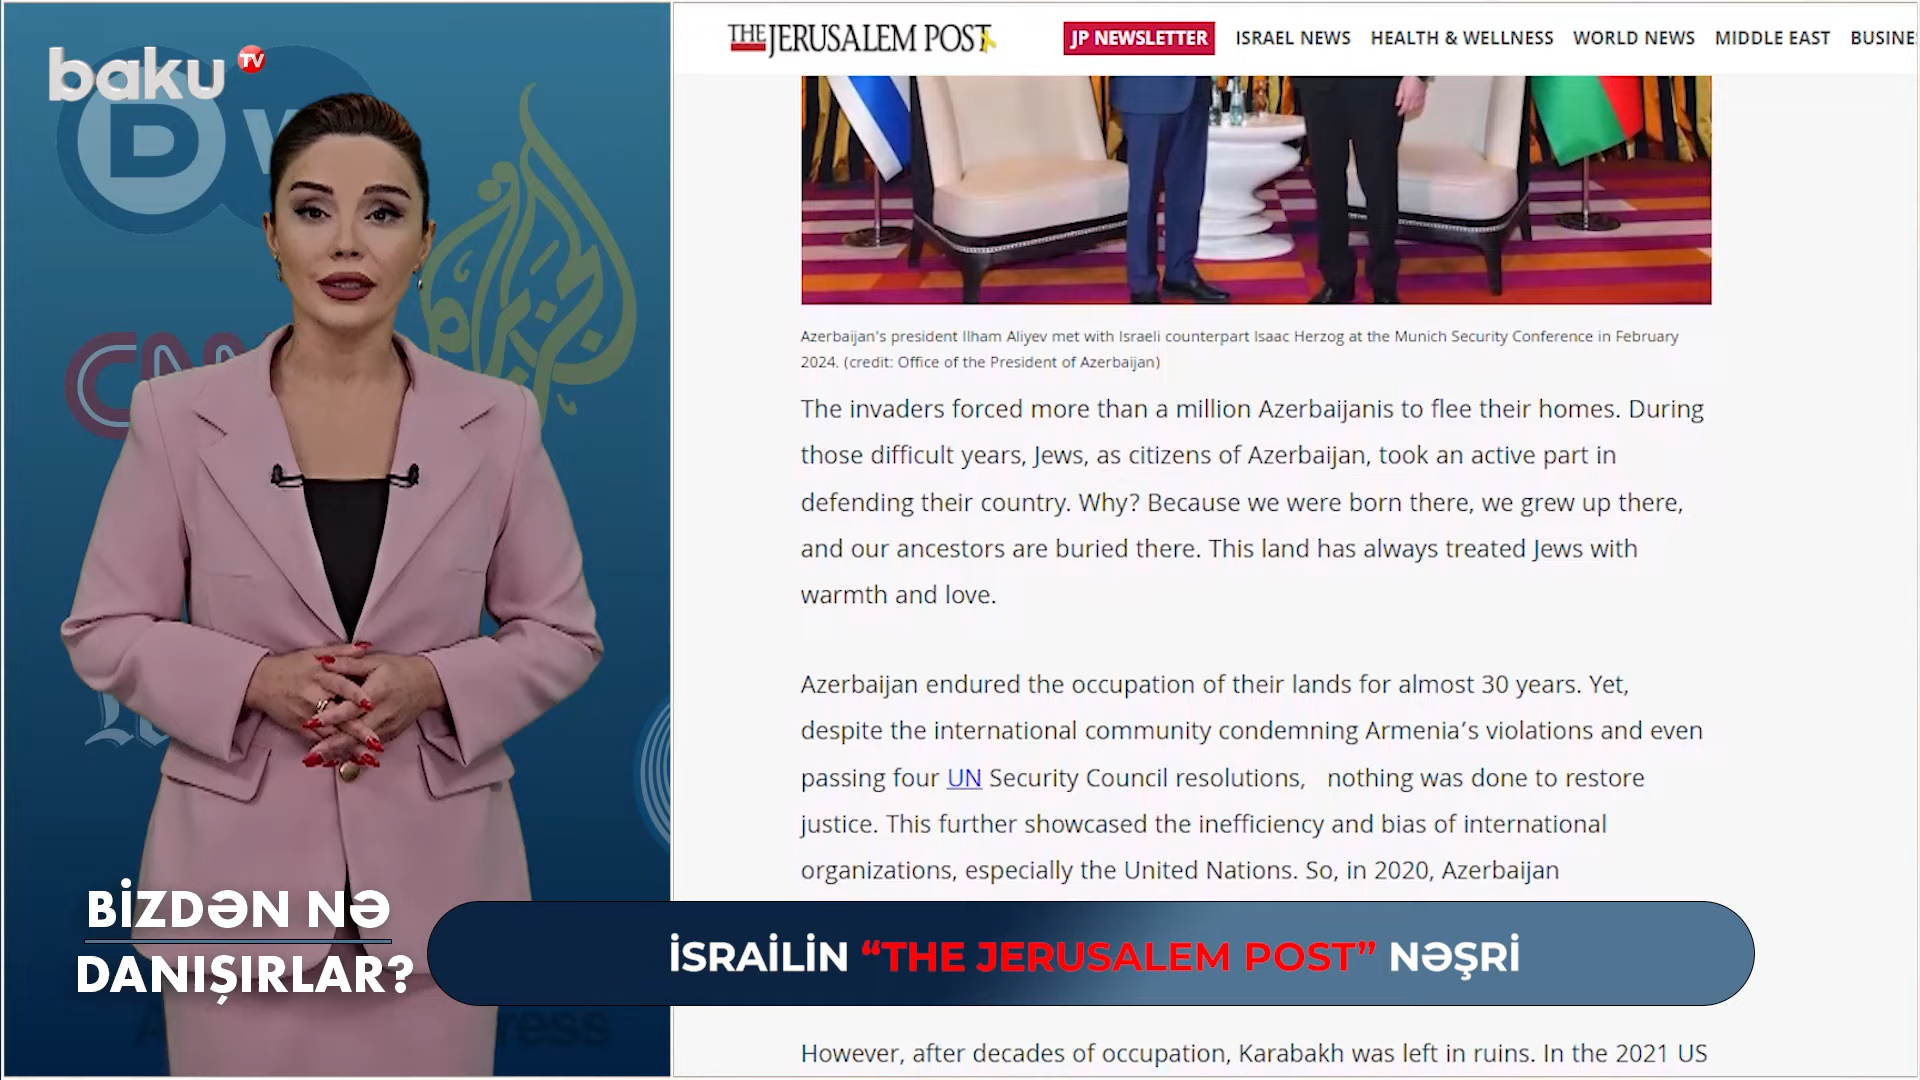 baku TV
D W
CNN
BİZDƏN NƏ
DANIŞIRLAR?
THE JERUSALEM POST
JP NEWSLETTER ISRAEL NEWS HEALTH & WELLNESS WORLD NEWS MIDDLE EAST BUSINE
Azerbaijan's president Ilham Aliyev met with Israeli counterpart Isaac Herzog at the Munich Security Conference in February
2024. (credit: Office of the President of Azerbaijan)
The invaders forced more than a million Azerbaijanis to flee their homes. During
those difficult years, Jews, as citizens of Azerbaijan, took an active part in
defending their country. Why? Because we were born there, we grew up there,
and our ancestors are buried there. This land has always treated Jews with
warmth and love.
Azerbaijan endured the occupation of their lands for almost 30 years. Yet,
despite the international community condemning Armenia’s violations and even
passing four UN Security Council resolutions, nothing was done to restore
justice. This further showcased the inefficiency and bias of international
organizations, especially the United Nations. So, in 2020, Azerbaijan
İSRAİLİN “THE JERUSALEM POST” NƏŞRİ
However, after decades of occupation, Karabakh was left in ruins. In the 2021 US